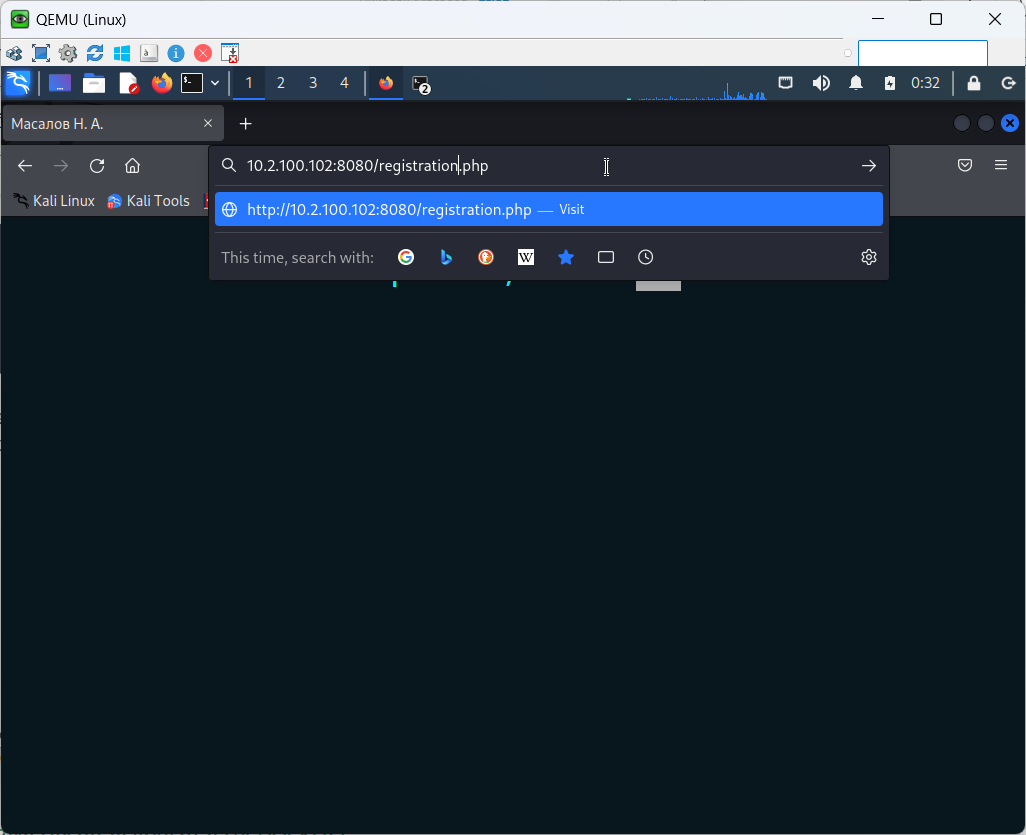 QEMU (Linux)
1 2 3 4 2 0:32
Масалов Н. А.
10.2.100.102:8080/registration.php
Kali Linux Kali Tools
http://10.2.100.102:8080/registration.php — Visit
This time, search with: